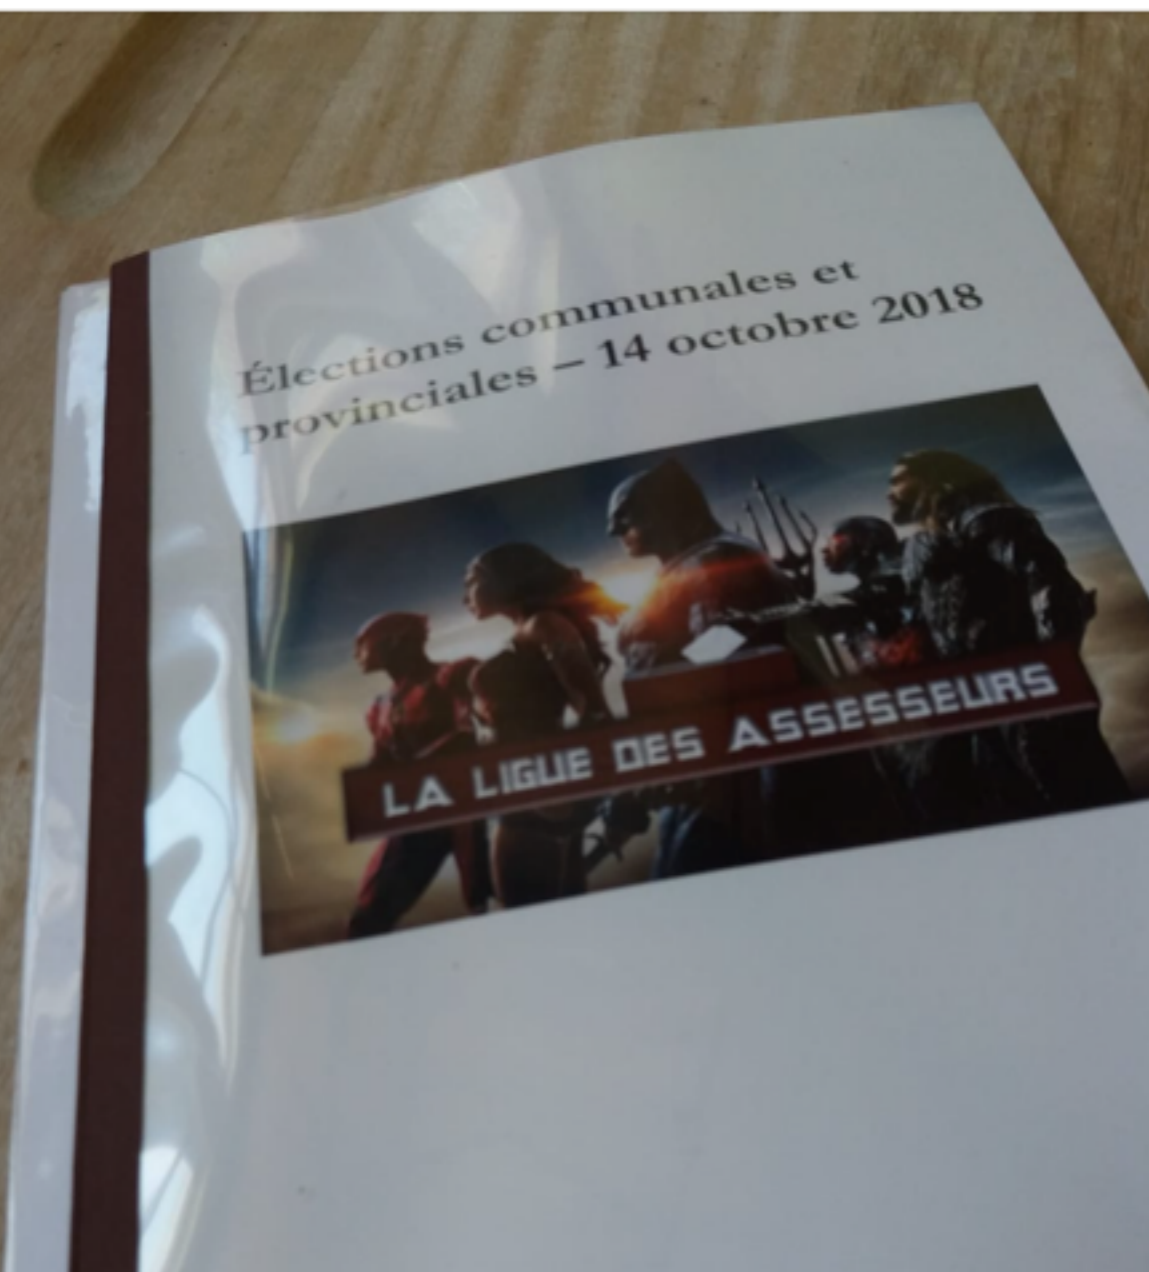 Élections communales et
provinciales – 14 octobre 2018
LA LIGUE DES ASSESSEURS